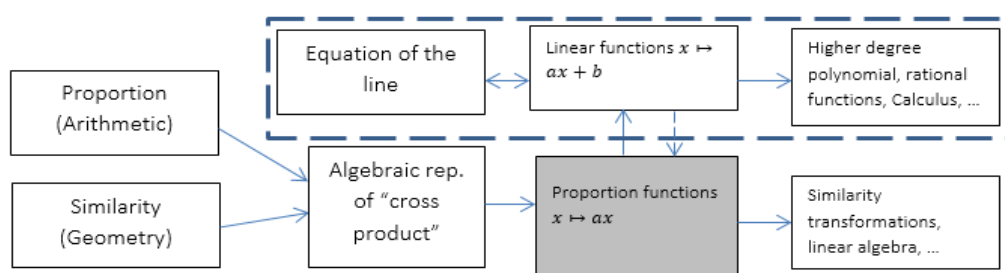 Equation of the
line
Linear functions 𝑥 ↦
𝑎𝑥 + 𝑏
Higher degree
polynomial, rational
functions, Calculus, …
Proportion
(Arithmetic)
Similarity
(Geometry)
Algebraic rep.
of “cross
product”
Proportion functions
𝑥 ↦ 𝑎𝑥
Similarity
transformations,
linear algebra, …